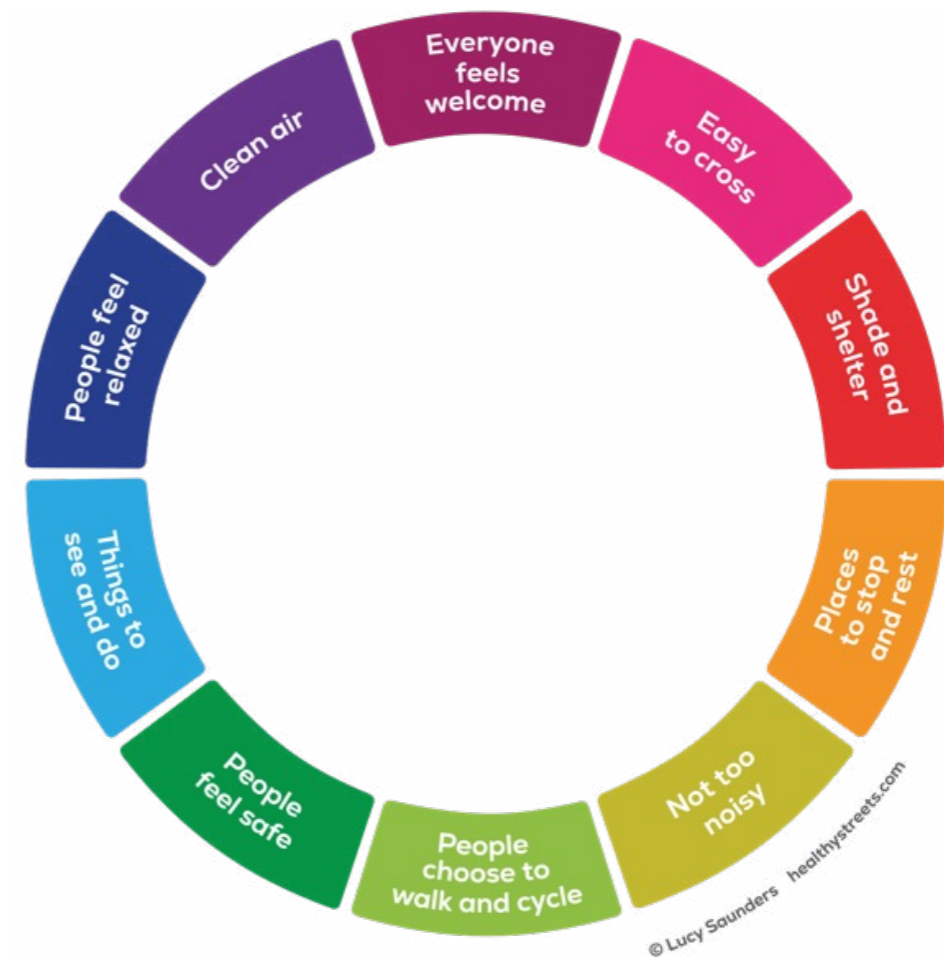 Everyone
feels
welcome
Easy
to cross
Shade and
shelter
Places
to stop
and rest
Not too
noisy
People
choose to
walk and cycle
People
feel safe
Things to
see and do
People feel
relaxed
Clean air
© Lucy Saunders healthystreets.com